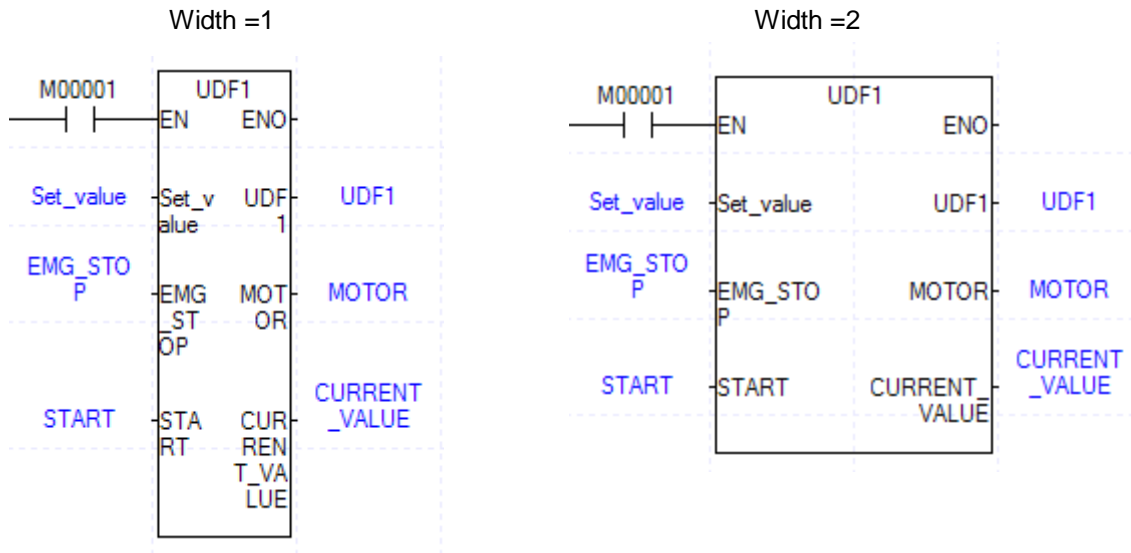 Width =1
M00001
UDF1
EN ENO
Set_value
Set_v
alue
UDF
1
UDF1
EMG_STO
P
EMG
_ST
OP
MOT
OR
MOTOR
START
STA
RT
CUR
REN
T_VA
LUE
CURRENT
_VALUE
Width =2
M00001
UDF1
EN ENO
Set_value
Set_value
UDF1
UDF1
EMG_STO
P
EMG_STO
P
MOTOR
MOTOR
START
START
CURRENT_
VALUE
CURRENT
_VALUE